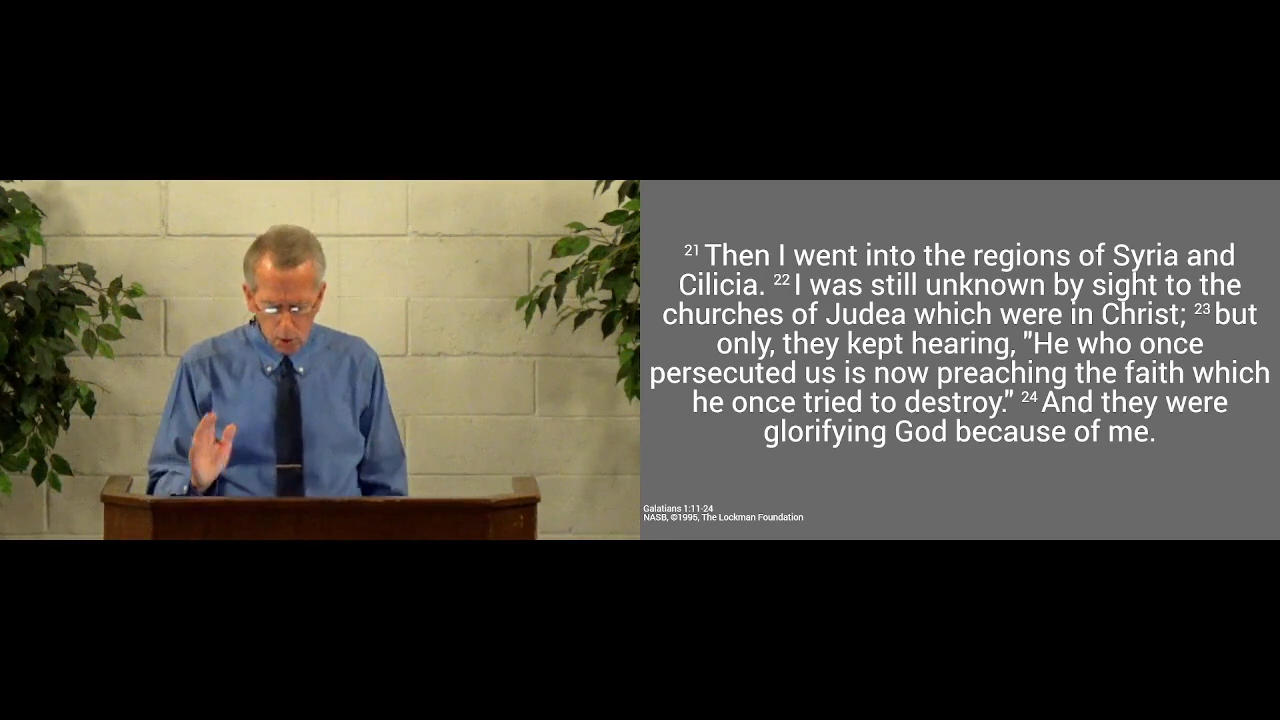 21 Then I went into the regions of Syria and
Cilicia. 22 I was still unknown by sight to the
churches of Judea which were in Christ; 23 but
only, they kept hearing, "He who once
persecuted us is now preaching the faith which
he once tried to destroy." 24 And they were
glorifying God because of me.
Galatians 1:11-24
NASB, ©1995, The Lockman Foundation